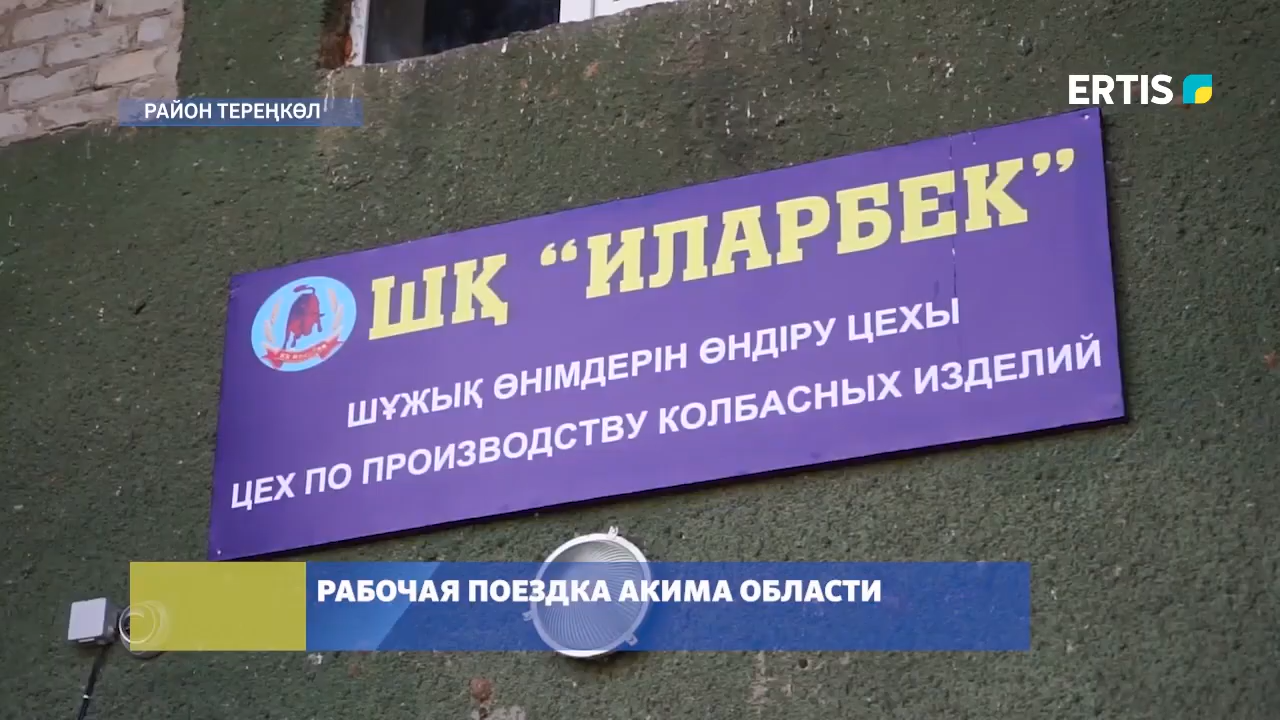 ERTIS
РАЙОН ТЕРЕҢКӨЛ
ШҚ “ИЛАРБЕК”
ШҰЖЫҚ ӨНІМДЕРІН ӨНДІРУ ЦЕХЫ
ЦЕХ ПО ПРОИЗВОДСТВУ КОЛБАСНЫХ ИЗДЕЛИЙ
РАБОЧАЯ ПОЕЗДКА АКИМА ОБЛАСТИ